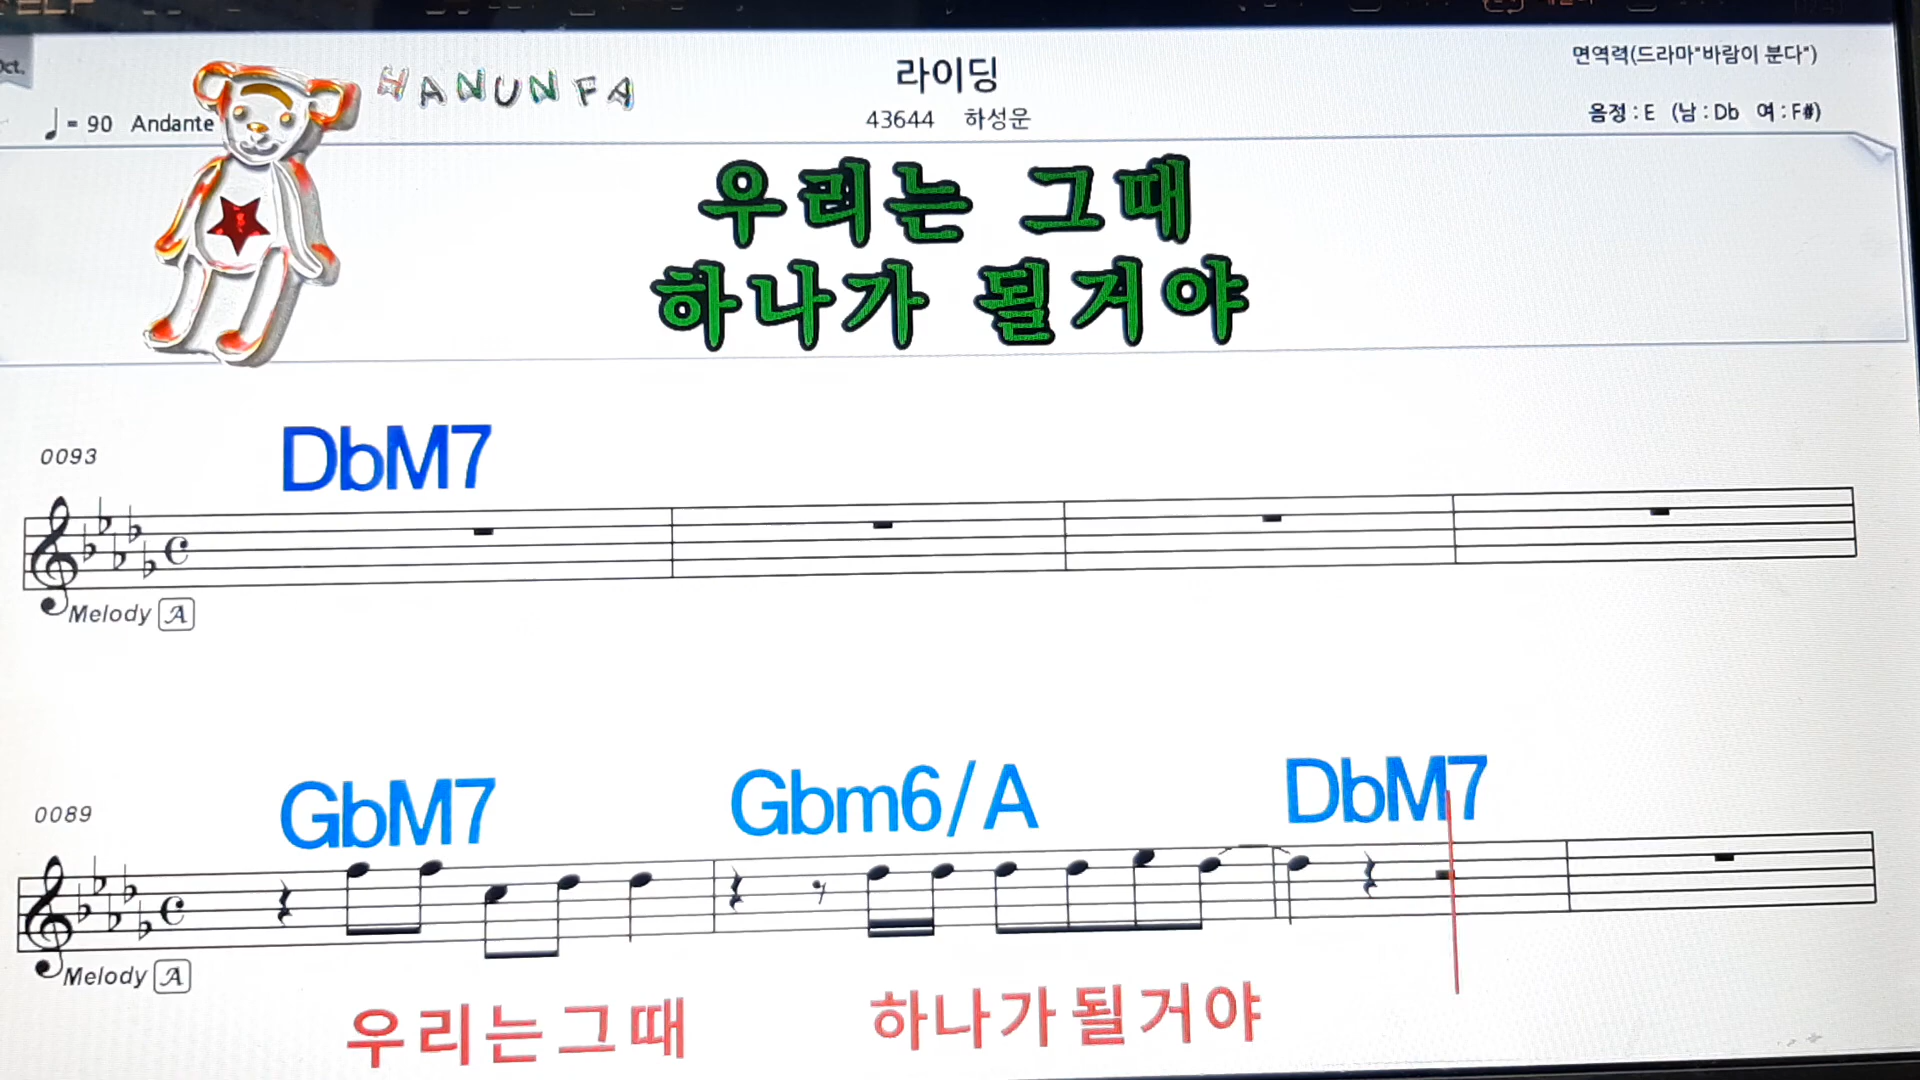 면역력(드라마"바람이 분다")
라이딩
HANUNFA
♩= 90 Andante
43644 하성운
음정 : E (남 : Db 여 : F#)
우리는 그때
하나가 될거야
0093
DbM7
Melody A
0089
GbM7 Gbm6/A DbM7
Melody A
우리는그때 하나가될거야